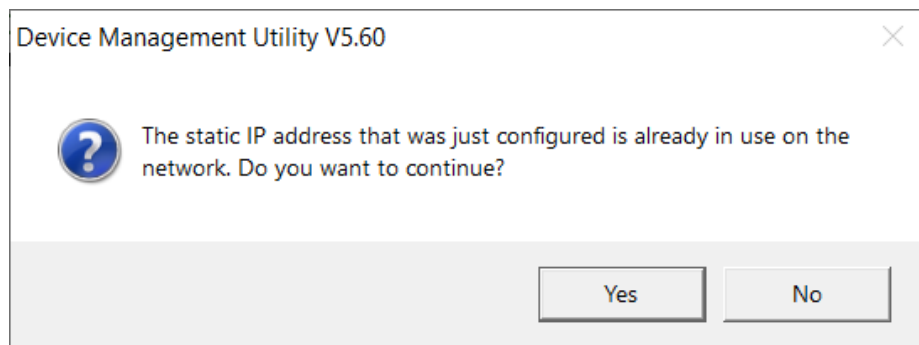 Device Management Utility V5.60
The static IP address that was just configured is already in use on the
network. Do you want to continue?
Yes
No